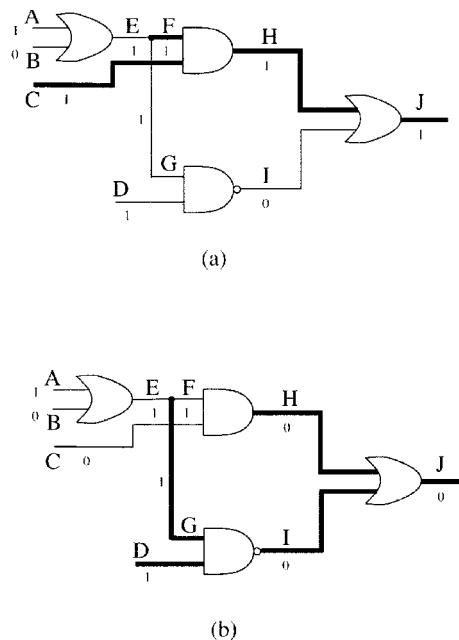 A E F H
1 1 1 1
0 B
C 1
J
1
1
G I
D 1 0
(a)
A E F H
1 1 1 0
0 B
C 0
J
0
1
G I
D 1 0
(b)